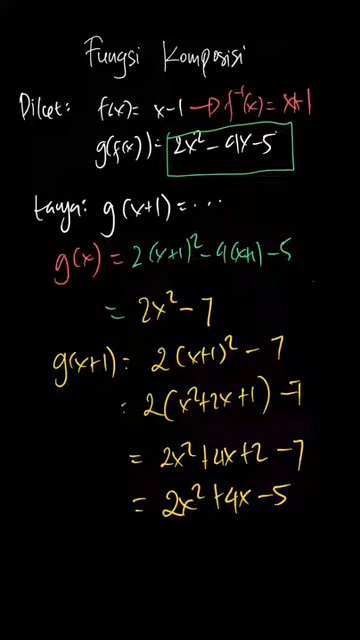 Fungsi Komposisi
Diket: f(x) = x-1 → f⁻¹(x) = x+1
g(f(x)) = 2x² - 4x - 5
tanya: g(x+1) = ...
g(x) = 2(x+1)² - 4(x+1) - 5
= 2x² - 7
g(x+1) = 2(x+1)² - 7
= 2(x²+2x+1) - 7
= 2x² + 4x + 2 - 7
= 2x² + 4x - 5